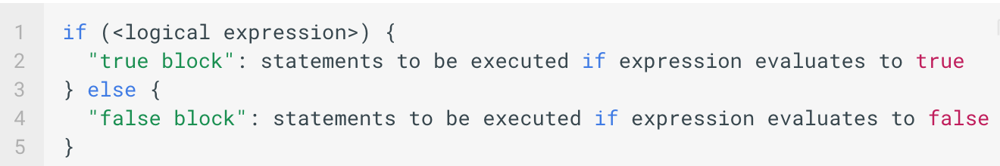 1 if (<logical expression>) {
2 "true block": statements to be executed if expression evaluates to true
3 } else {
4 "false block": statements to be executed if expression evaluates to false
5 }